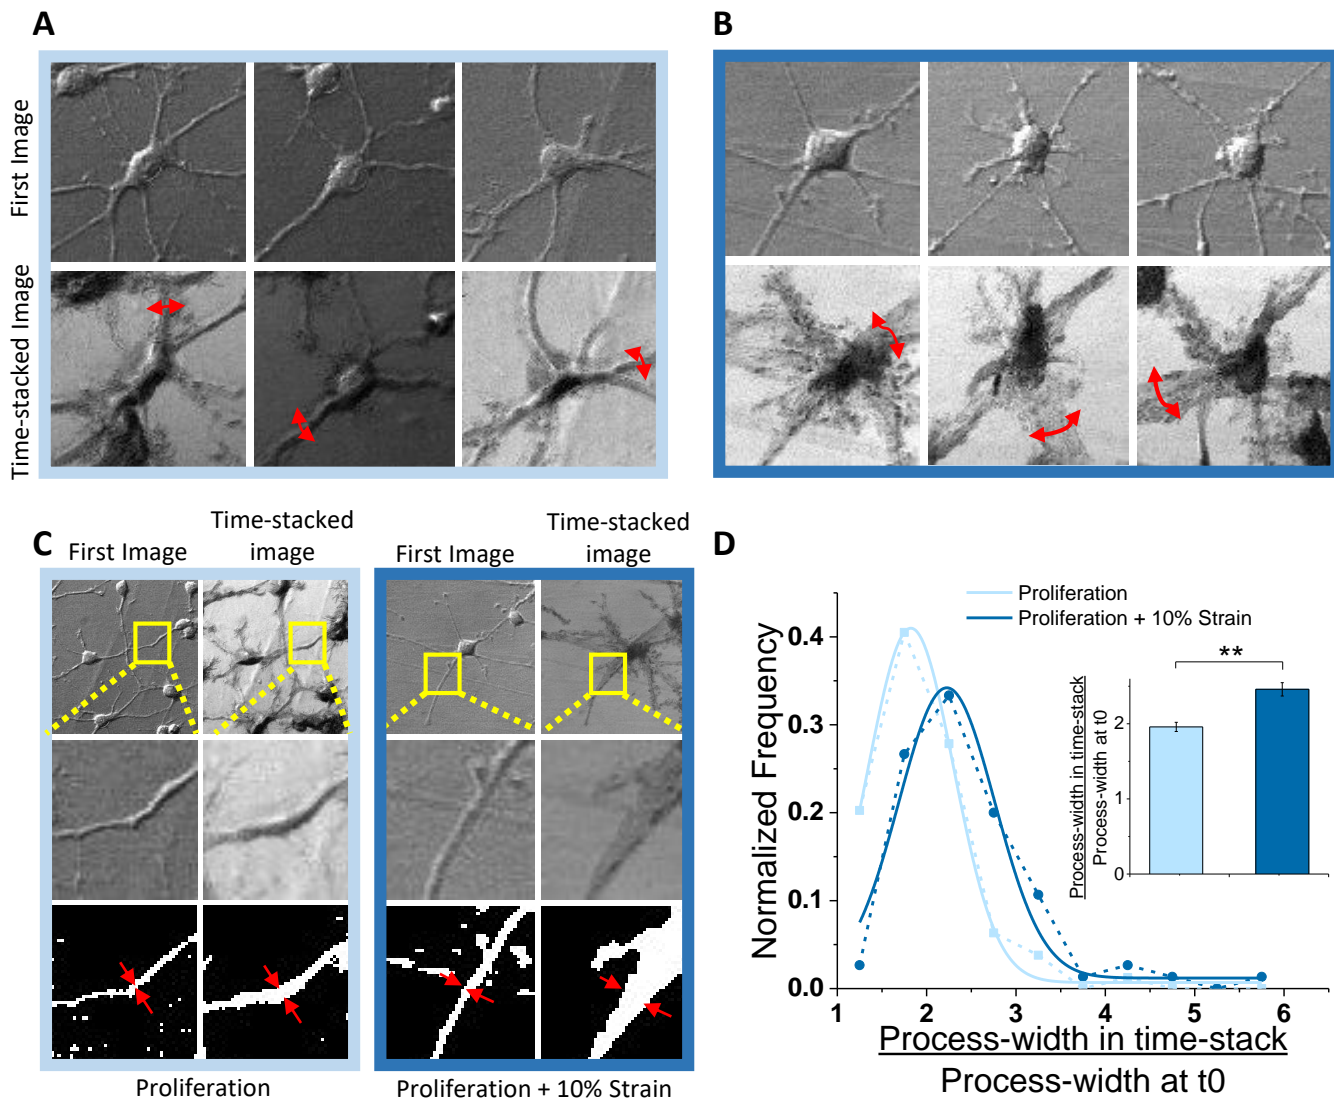 A
B
First Image
Time-stacked Image
C
First Image
Time-stacked
image
First Image
Time-stacked
image
Proliferation
Proliferation + 10% Strain
D
Proliferation
Proliferation + 10% Strain
Normalized Frequency
0.4
0.3
0.2
0.1
0.0
1 2 3 4 5 6
Process-width in time-stack
Process-width at t0
**
Process-width in time-stack
Process-width at t0
2
1
0